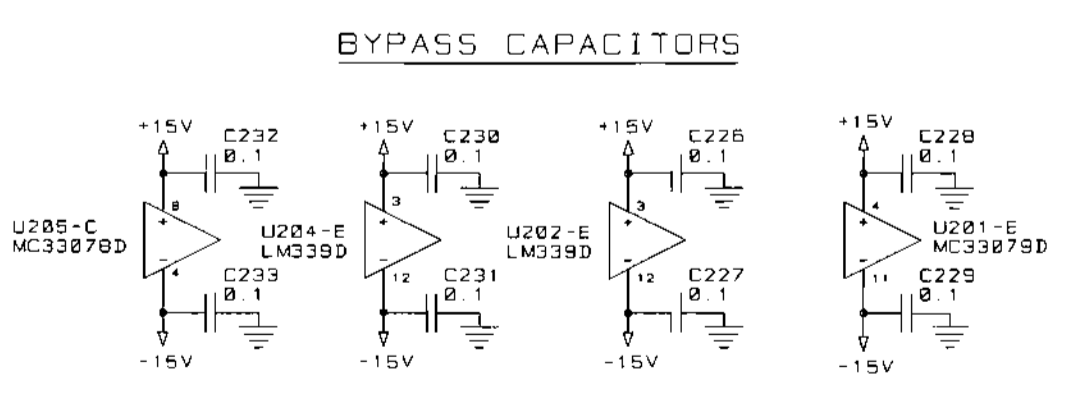 BYPASS CAPACITORS
+15V
C232
0.1
8
+
U205-C
MC33078D
-
4
C233
0.1
-15V
+15V
C230
0.1
3
+
U204-E
LM339D
-
12
C231
0.1
-15V
+15V
C226
0.1
3
+
U202-E
LM339D
-
12
C227
0.1
-15V
+15V
C228
0.1
4
+
U201-E
MC33079D
-
11
C229
0.1
-15V